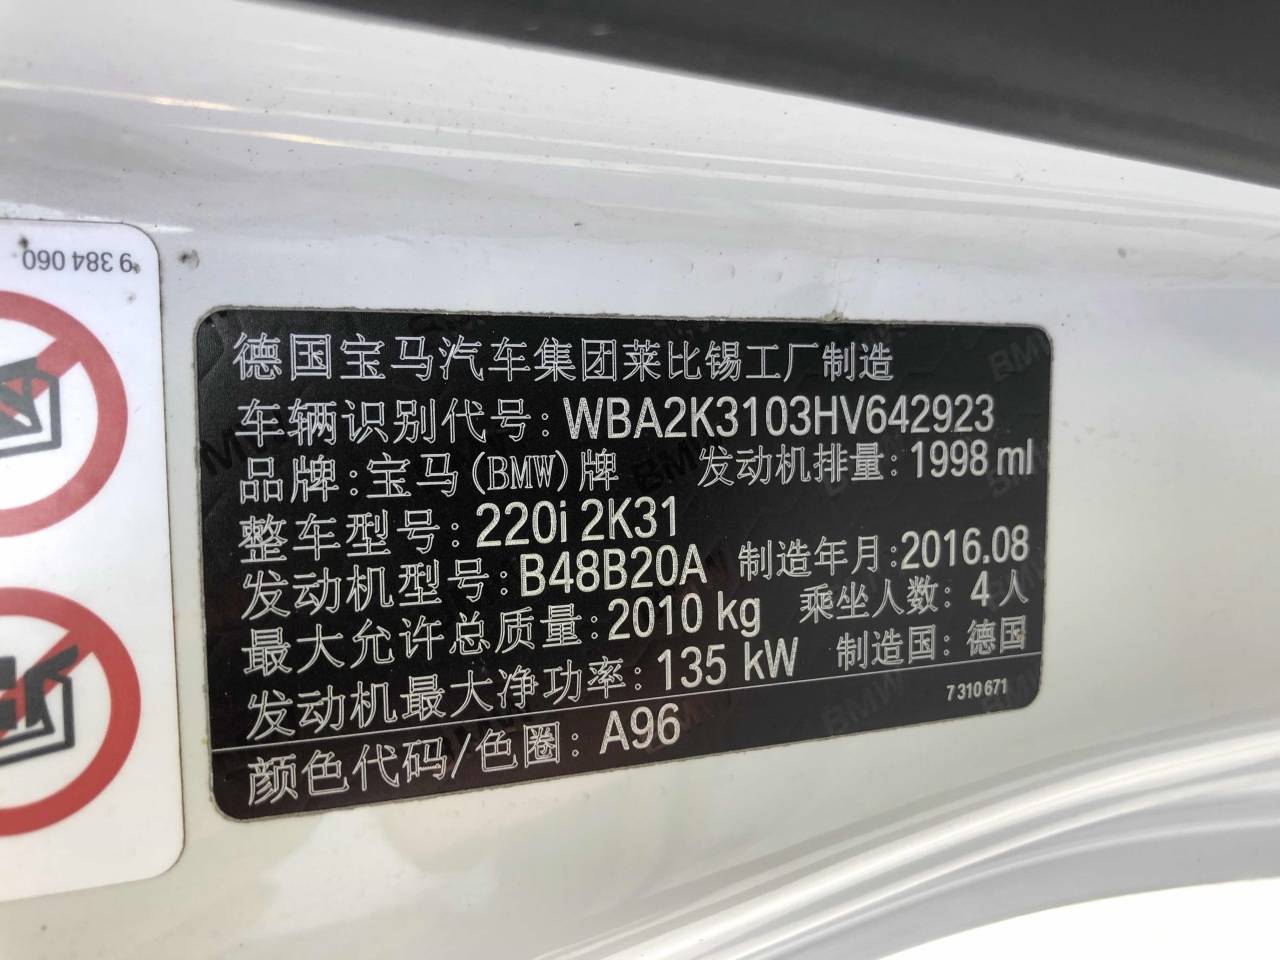 9 384 060
德国宝马汽车集团莱比锡工厂制造
车辆识别代号: WBA2K3103HV642923
品牌:宝马(BMW)牌 发动机排量: 1998 ml
整车型号: 220i 2K31
发动机型号: B48B20A 制造年月:2016.08
最大允许总质量: 2010 kg 乘坐人数: 4人
发动机最大净功率: 135 kW 制造国: 德国
7 310 671
颜色代码/色圈: A96